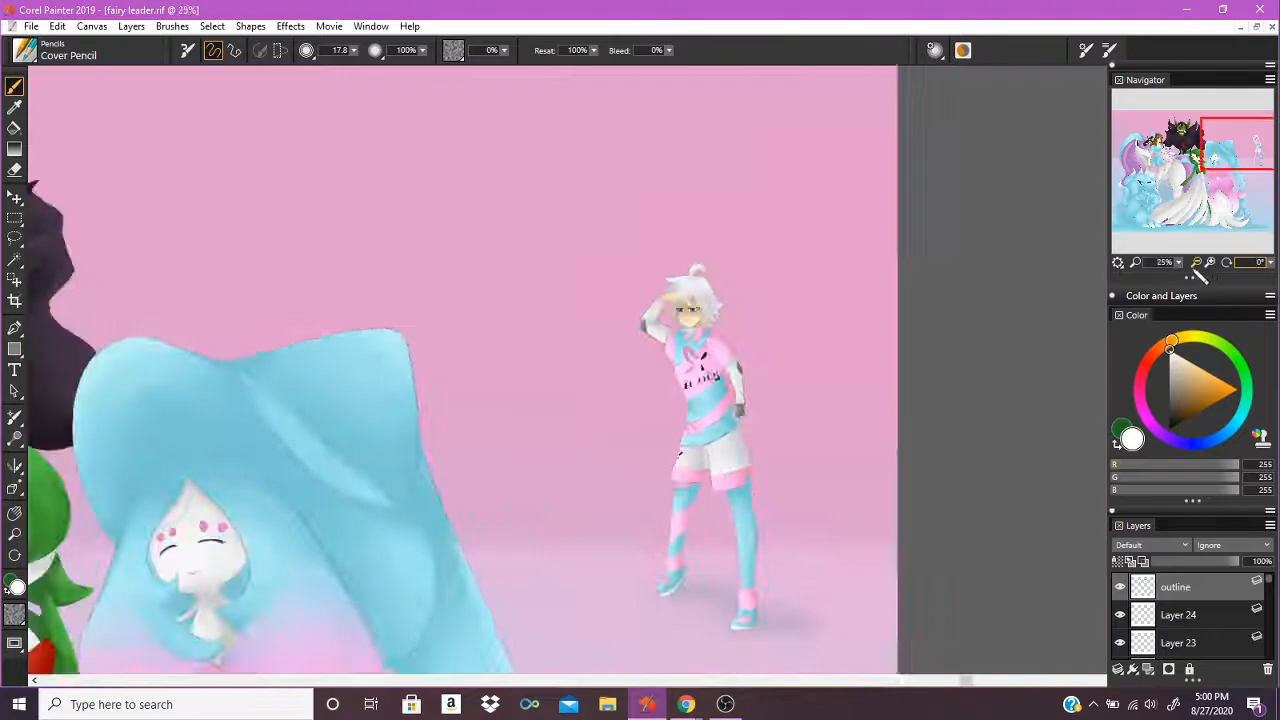 Corel Painter 2019 - [fairy leader.rif @ 25%]
File Edit Canvas Layers Brushes Select Shapes Effects Movie Window Help
Pencils
Cover Pencil
17.8 100% 0% Resat: 100% Bleed: 0%
Navigator
25% 0°
Color and Layers
Color
R 255
G 255
B 255
Layers
Default Ignore
100%
outline
Layer 24
Layer 23
Type here to search
5:00 PM
8/27/2020